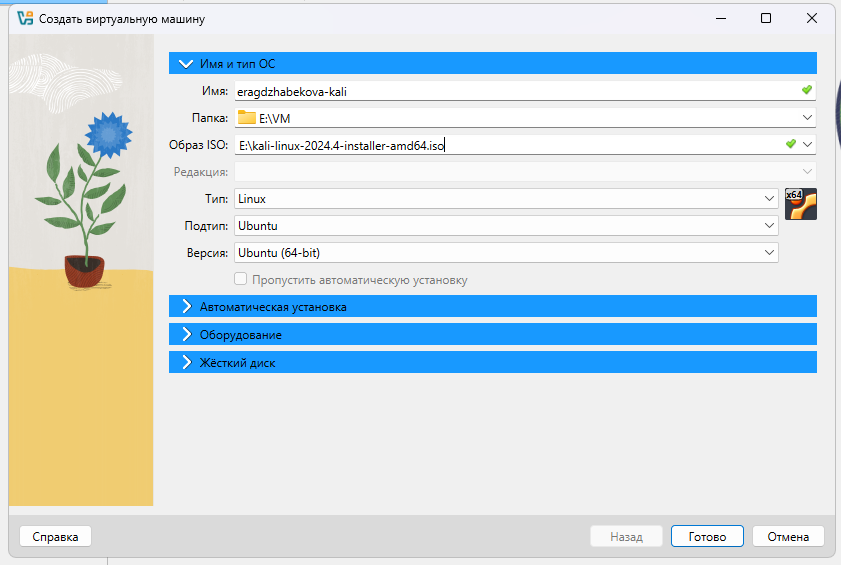 Создать виртуальную машину
Имя и тип ОС
Имя: eragdzhabekova-kali
Папка: E:\VM
Образ ISO: E:\kali-linux-2024.4-installer-amd64.iso
Редакция:
Тип: Linux
x64
Подтип: Ubuntu
Версия: Ubuntu (64-bit)
Пропустить автоматическую установку
Автоматическая установка
Оборудование
Жёсткий диск
Справка Назад Готово Отмена